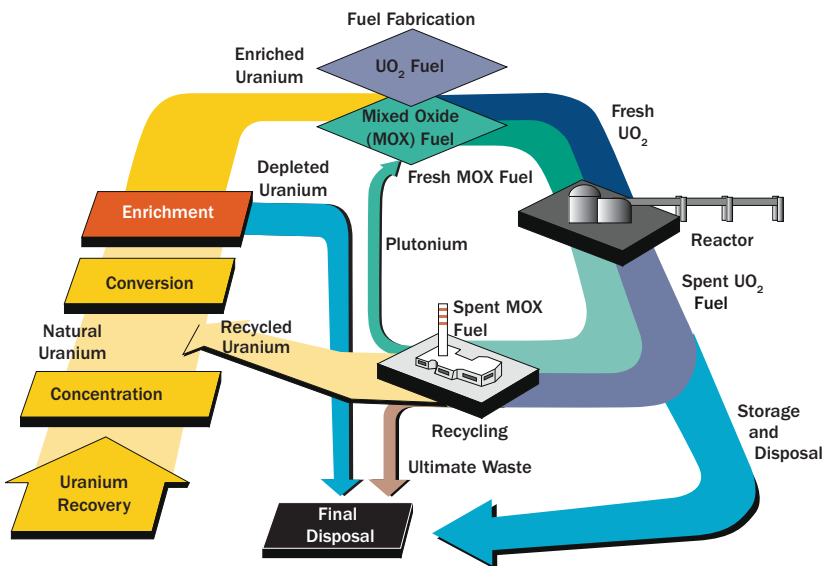 Fuel Fabrication
Enriched
Uranium
UO₂ Fuel
Mixed Oxide
(MOX) Fuel
Fresh
UO₂
Depleted
Uranium
Fresh MOX Fuel
Enrichment
Plutonium
Reactor
Conversion
Spent UO₂
Fuel
Spent MOX
Fuel
Natural
Uranium
Recycled
Uranium
Concentration
Recycling
Storage
and
Disposal
Ultimate Waste
Uranium
Recovery
Final
Disposal